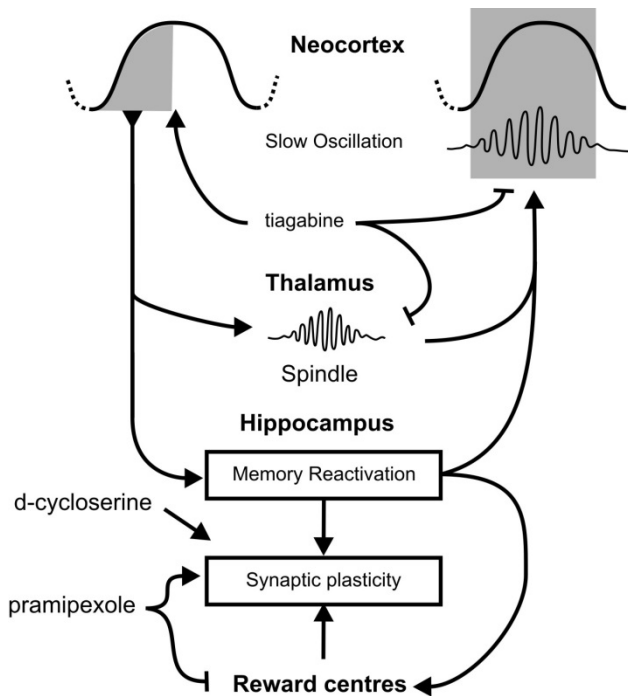 Neocortex
Slow Oscillation
tiagabine
Thalamus
Spindle
Hippocampus
Memory Reactivation
d-cycloserine
Synaptic plasticity
pramipexole
Reward centres